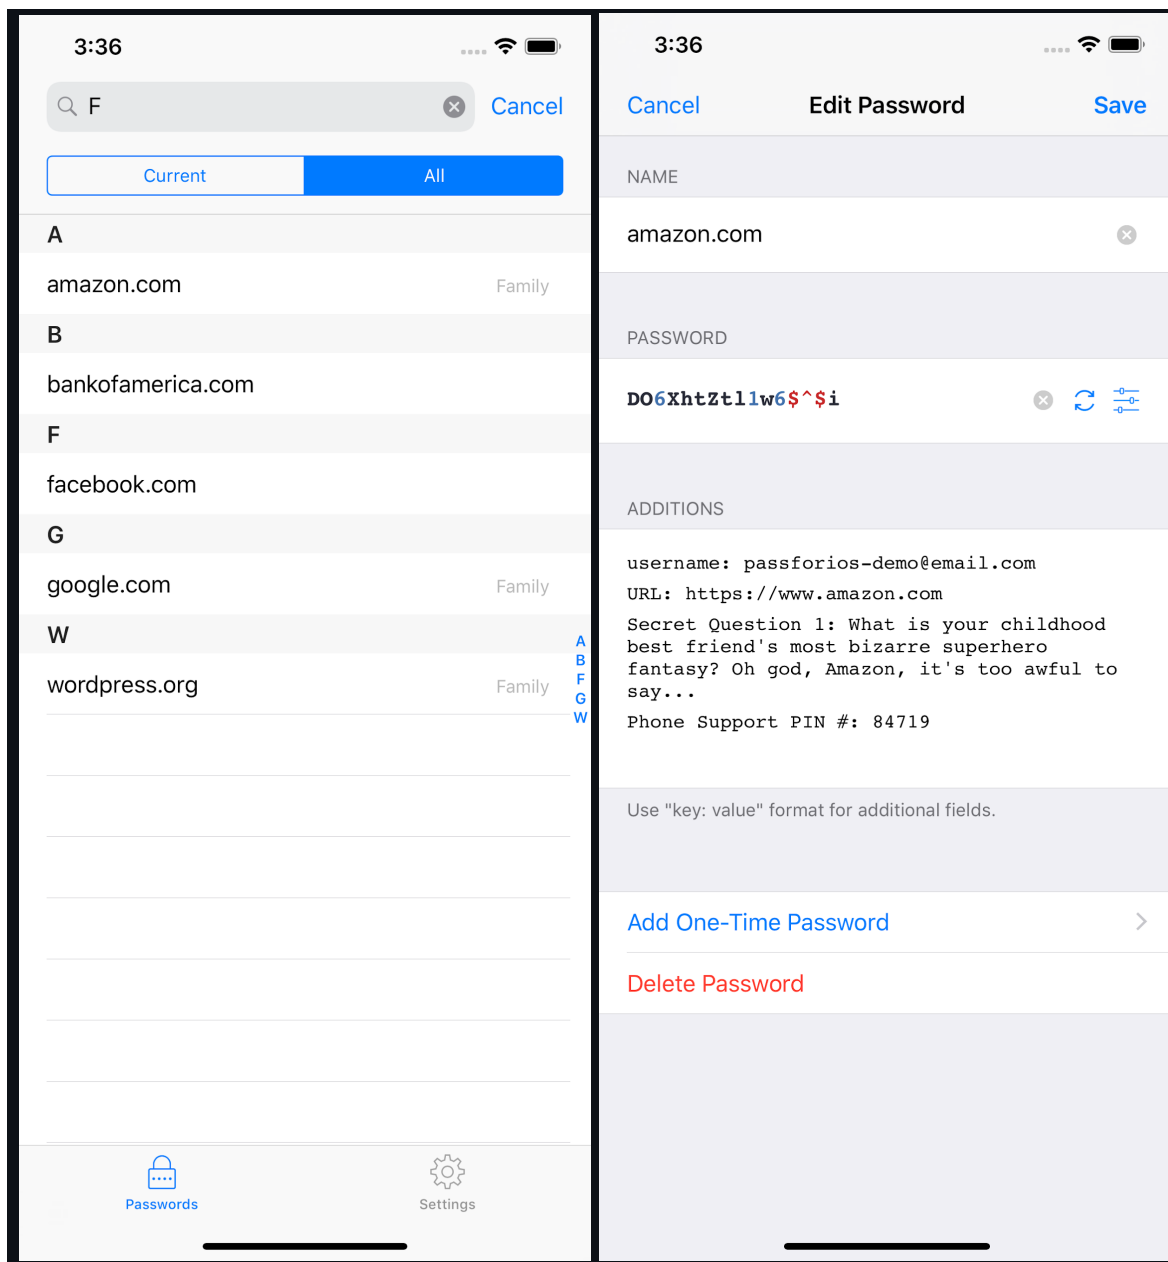 3:36
F
Cancel
Current
All
A
amazon.com
Family
B
bankofamerica.com
F
facebook.com
G
google.com
Family
W
wordpress.org
Family
A
B
F
G
W
Passwords
Settings
3:36
Cancel
Edit Password
Save
NAME
amazon.com
PASSWORD
DO6XhtZtl1w6$^$i
ADDITIONS
username: passforios-demo@email.com
URL: https://www.amazon.com
Secret Question 1: What is your childhood
best friend's most bizarre superhero
fantasy? Oh god, Amazon, it's too awful to
say...
Phone Support PIN #: 84719
Use "key: value" format for additional fields.
Add One-Time Password
Delete Password